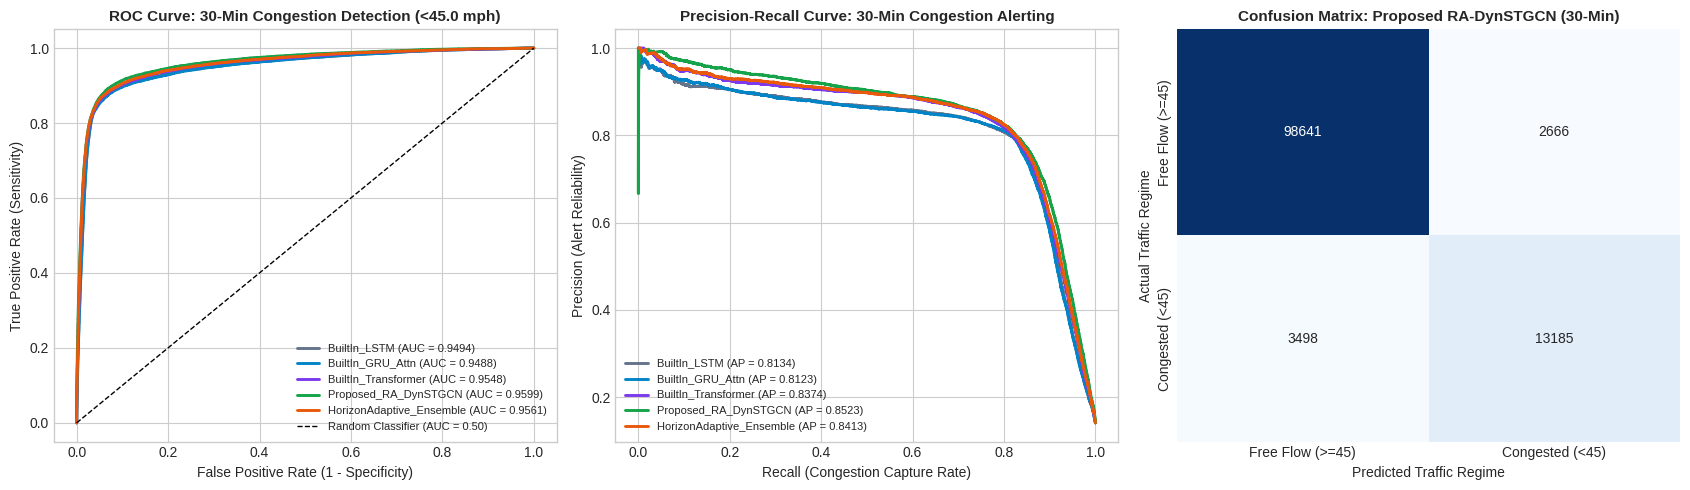 ROC Curve: 30-Min Congestion Detection (<45.0 mph)
True Positive Rate (Sensitivity)
1.0
0.8
0.6
0.4
0.2
0.0
BuiltIn_LSTM (AUC = 0.9494)
BuiltIn_GRU_Attn (AUC = 0.9488)
BuiltIn_Transformer (AUC = 0.9548)
Proposed_RA_DynSTGCN (AUC = 0.9599)
HorizonAdaptive_Ensemble (AUC = 0.9561)
Random Classifier (AUC = 0.50)
0.0 0.2 0.4 0.6 0.8 1.0
False Positive Rate (1 - Specificity)
Precision-Recall Curve: 30-Min Congestion Alerting
Precision (Alert Reliability)
1.0
0.8
0.6
0.4
0.2
BuiltIn_LSTM (AP = 0.8134)
BuiltIn_GRU_Attn (AP = 0.8123)
BuiltIn_Transformer (AP = 0.8374)
Proposed_RA_DynSTGCN (AP = 0.8523)
HorizonAdaptive_Ensemble (AP = 0.8413)
0.0 0.2 0.4 0.6 0.8 1.0
Recall (Congestion Capture Rate)
Confusion Matrix: Proposed RA-DynSTGCN (30-Min)
Actual Traffic Regime
Free Flow (>=45)
98641 2666
Congested (<45)
3498 13185
Free Flow (>=45) Congested (<45)
Predicted Traffic Regime